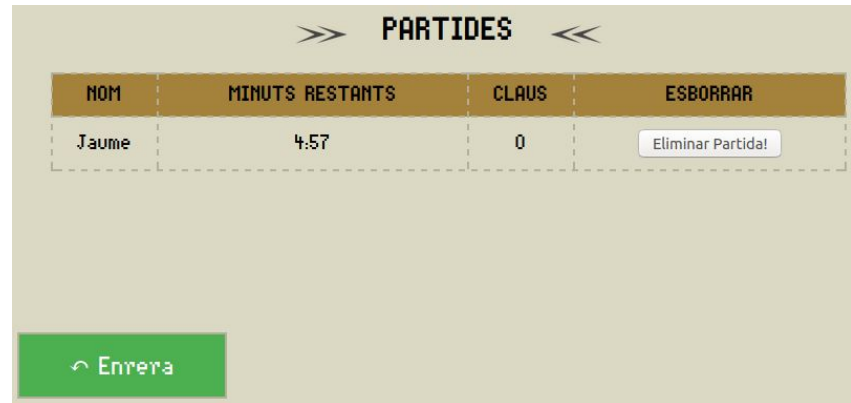 >> PARTIDES <<
NOM MINUTS RESTANTS CLAUS ESBORRAR
Jaume 4:57 0 Eliminar Partida!
↶ Enrera